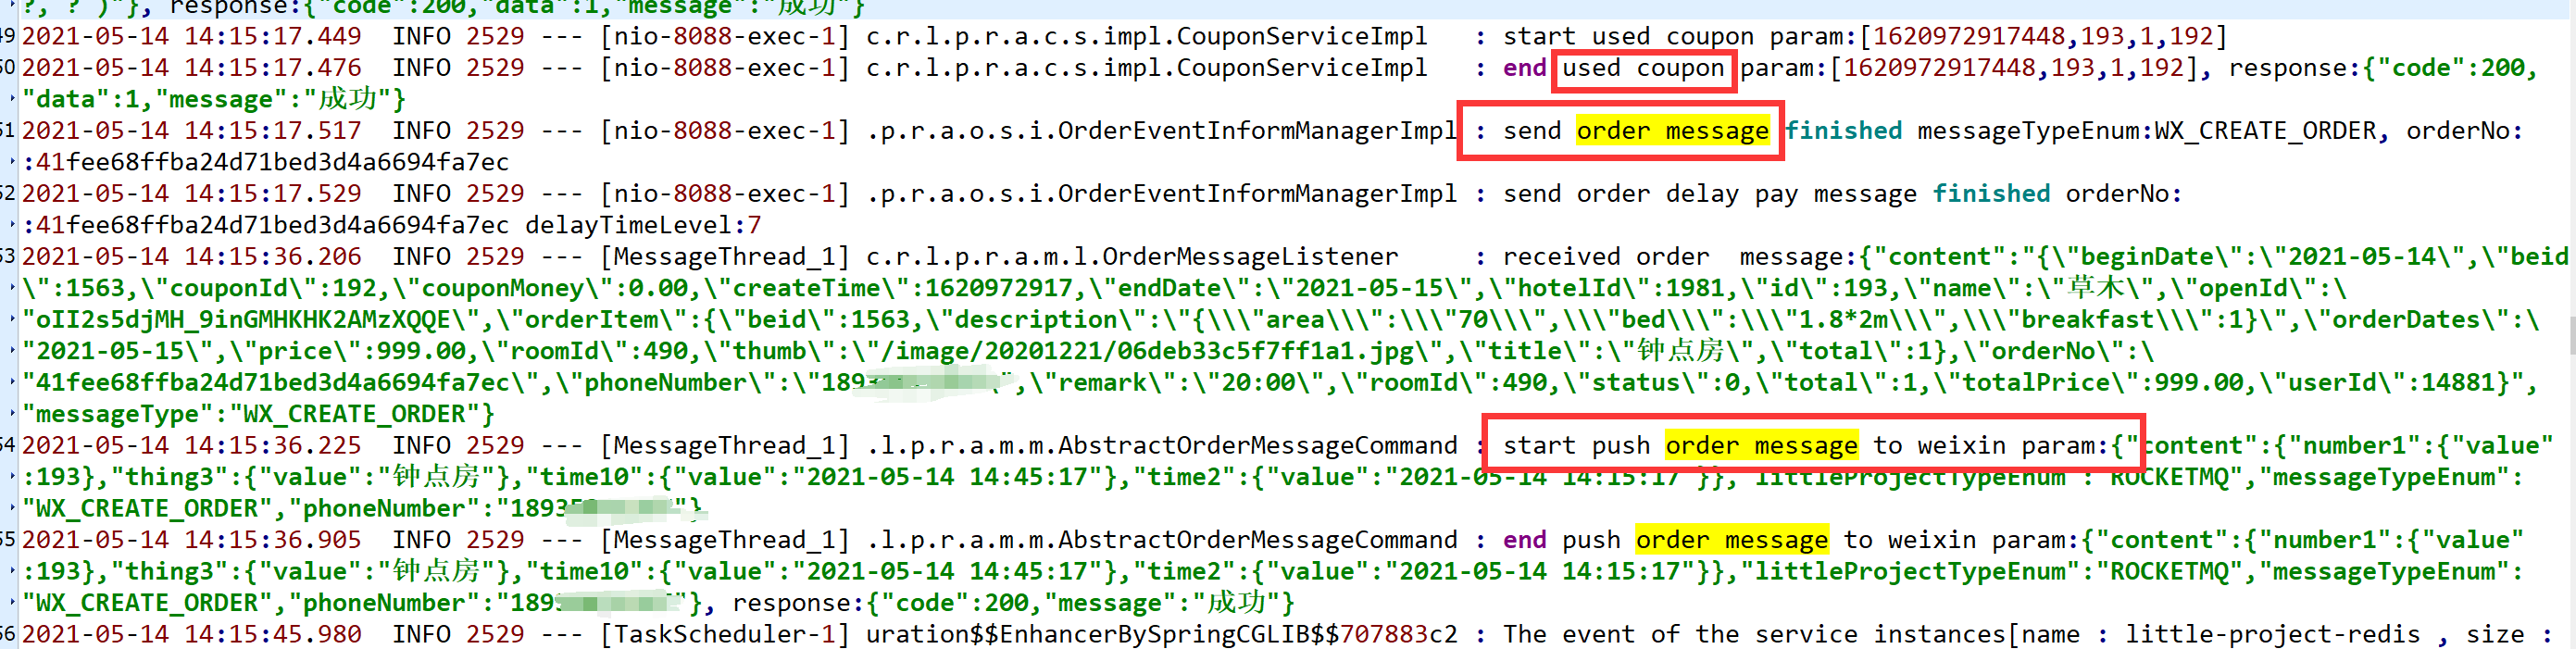 ?, ? )"}, response:{"code":200,"data":1,"message":"成功"}
49 2021-05-14 14:15:17.449  INFO 2529 --- [nio-8088-exec-1] c.r.l.p.r.a.c.s.impl.CouponServiceImpl   : start used coupon param:[1620972917448,193,1,192]
50 2021-05-14 14:15:17.476  INFO 2529 --- [nio-8088-exec-1] c.r.l.p.r.a.c.s.impl.CouponServiceImpl   : end used coupon param:[1620972917448,193,1,192], response:{"code":200,
"data":1,"message":"成功"}
51 2021-05-14 14:15:17.517  INFO 2529 --- [nio-8088-exec-1] .p.r.a.o.s.i.OrderEventInformManagerImpl : send order message finished messageTypeEnum:WX_CREATE_ORDER, orderNo:
:41fee68ffba24d71bed3d4a6694fa7ec
52 2021-05-14 14:15:17.529  INFO 2529 --- [nio-8088-exec-1] .p.r.a.o.s.i.OrderEventInformManagerImpl : send order delay pay message finished orderNo:
:41fee68ffba24d71bed3d4a6694fa7ec delayTimeLevel:7
53 2021-05-14 14:15:36.206  INFO 2529 --- [MessageThread_1] c.r.l.p.r.a.m.l.OrderMessageListener     : received order  message:{"content":"{\"beginDate\":\"2021-05-14\",\"beid
\":1563,\"couponId\":192,\"couponMoney\":0.00,\"createTime\":1620972917,\"endDate\":\"2021-05-15\",\"hotelId\":1981,\"id\":193,\"name\":\"草木\",\"openId\":\
"oII2s5djMH_9inGMHKHK2AMzXQQE\",\"orderItem\":{\"beid\":1563,\"description\":\"{\\\"area\\\":\\\"70\\\",\\\"bed\\\":\\\"1.8*2m\\\",\\\"breakfast\\\":1}\",\"orderDates\":\
"2021-05-15\",\"price\":999.00,\"roomId\":490,\"thumb\":\"/image/20201221/06deb33c5f7ff1a1.jpg\",\"title\":\"钟点房\",\"total\":1},\"orderNo\":\
"41fee68ffba24d71bed3d4a6694fa7ec\",\"phoneNumber\":\"189 \",\"remark\":\"20:00\",\"roomId\":490,\"status\":0,\"total\":1,\"totalPrice\":999.00,\"userId\":14881}",
"messageType":"WX_CREATE_ORDER"}
54 2021-05-14 14:15:36.225  INFO 2529 --- [MessageThread_1] .l.p.r.a.m.m.AbstractOrderMessageCommand : start push order message to weixin param:{"content":{"number1":{"value"
:193},"thing3":{"value":"钟点房"},"time10":{"value":"2021-05-14 14:45:17"},"time2":{"value":"2021-05-14 14:15:17"}},"littleProjectTypeEnum":"ROCKETMQ","messageTypeEnum":
"WX_CREATE_ORDER","phoneNumber":"1893 "}
55 2021-05-14 14:15:36.905  INFO 2529 --- [MessageThread_1] .l.p.r.a.m.m.AbstractOrderMessageCommand : end push order message to weixin param:{"content":{"number1":{"value"
:193},"thing3":{"value":"钟点房"},"time10":{"value":"2021-05-14 14:45:17"},"time2":{"value":"2021-05-14 14:15:17"}},"littleProjectTypeEnum":"ROCKETMQ","messageTypeEnum":
"WX_CREATE_ORDER","phoneNumber":"189 "}, response:{"code":200,"message":"成功"}
56 2021-05-14 14:15:45.980  INFO 2529 --- [TaskScheduler-1] uration$$EnhancerBySpringCGLIB$$707883c2 : The event of the service instances[name : little-project-redis , size :